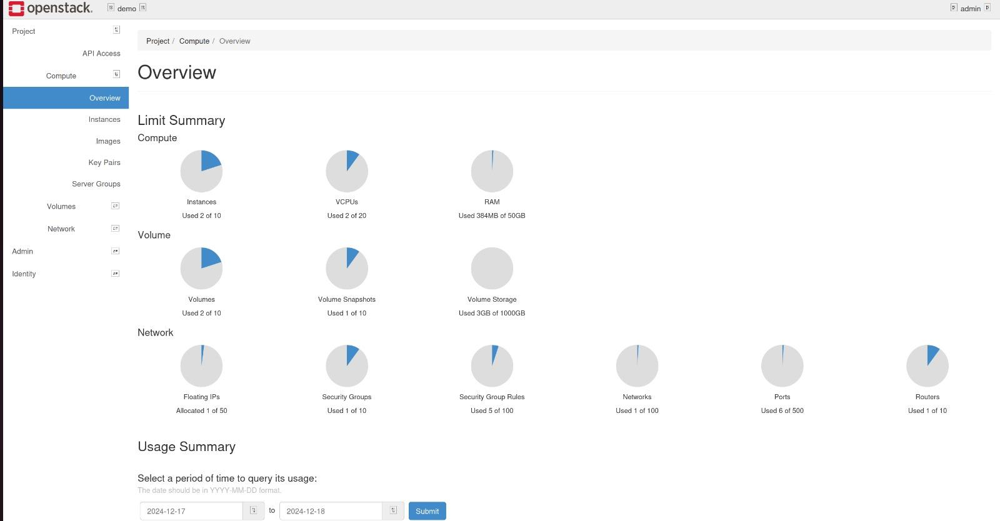 openstack. demo admin
Project
API Access
Compute
Overview
Instances
Images
Key Pairs
Server Groups
Volumes
Network
Admin
Identity
Project / Compute / Overview
Overview
Limit Summary
Compute
Instances
Used 2 of 10
VCPUs
Used 2 of 20
RAM
Used 384MB of 50GB
Volume
Volumes
Used 2 of 10
Volume Snapshots
Used 1 of 10
Volume Storage
Used 3GB of 1000GB
Network
Floating IPs
Allocated 1 of 50
Security Groups
Used 1 of 10
Security Group Rules
Used 5 of 100
Networks
Used 1 of 100
Ports
Used 6 of 500
Routers
Used 1 of 10
Usage Summary
Select a period of time to query its usage:
The date should be in YYYY-MM-DD format.
2024-12-17 to 2024-12-18 Submit